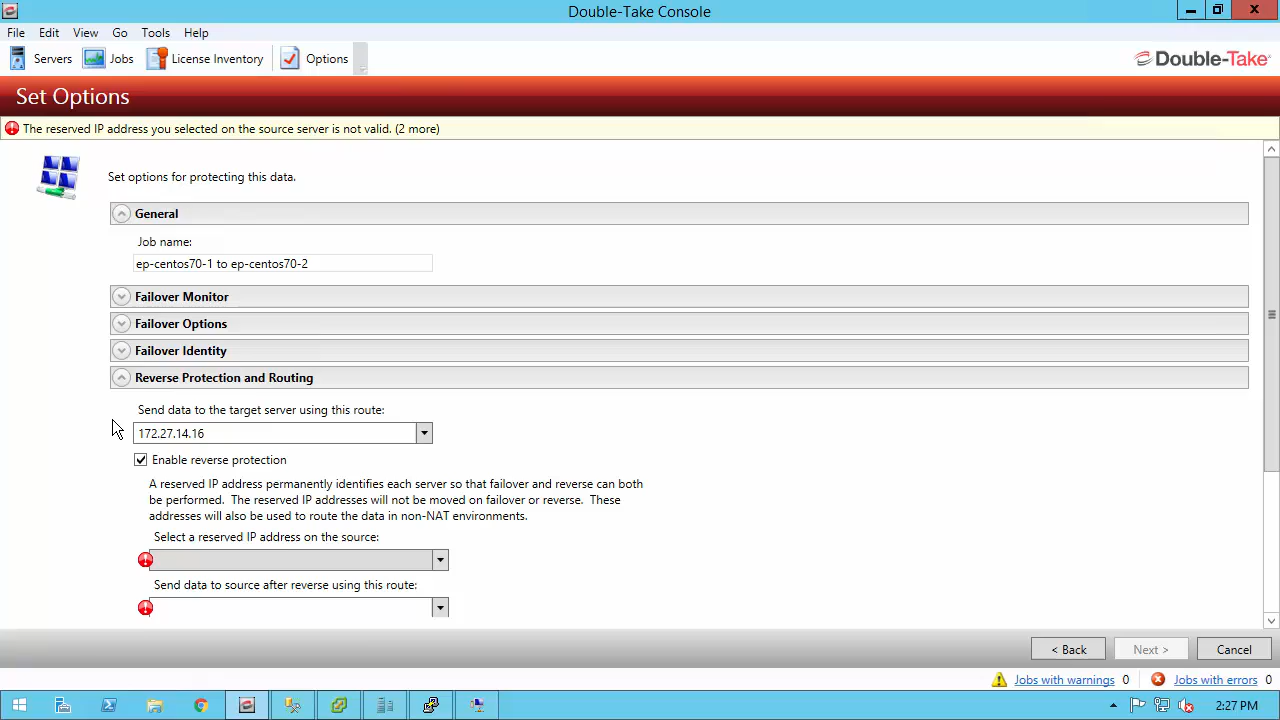 Double-Take Console
File Edit View Go Tools Help
Servers Jobs License Inventory Options
Double-Take
Set Options
The reserved IP address you selected on the source server is not valid. (2 more)
Set options for protecting this data.
General
Job name:
ep-centos70-1 to ep-centos70-2
Failover Monitor
Failover Options
Failover Identity
Reverse Protection and Routing
Send data to the target server using this route:
172.27.14.16
Enable reverse protection
A reserved IP address permanently identifies each server so that failover and reverse can both
be performed. The reserved IP addresses will not be moved on failover or reverse. These
addresses will also be used to route the data in non-NAT environments.
Select a reserved IP address on the source:
Send data to source after reverse using this route:
< Back Next > Cancel
Jobs with warnings 0 Jobs with errors 0
2:27 PM